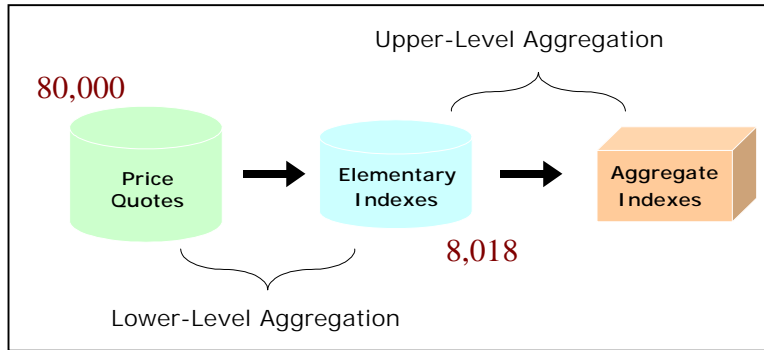 Upper-Level Aggregation
80,000
Price
Quotes
Elementary
Indexes
Aggregate
Indexes
8,018
Lower-Level Aggregation